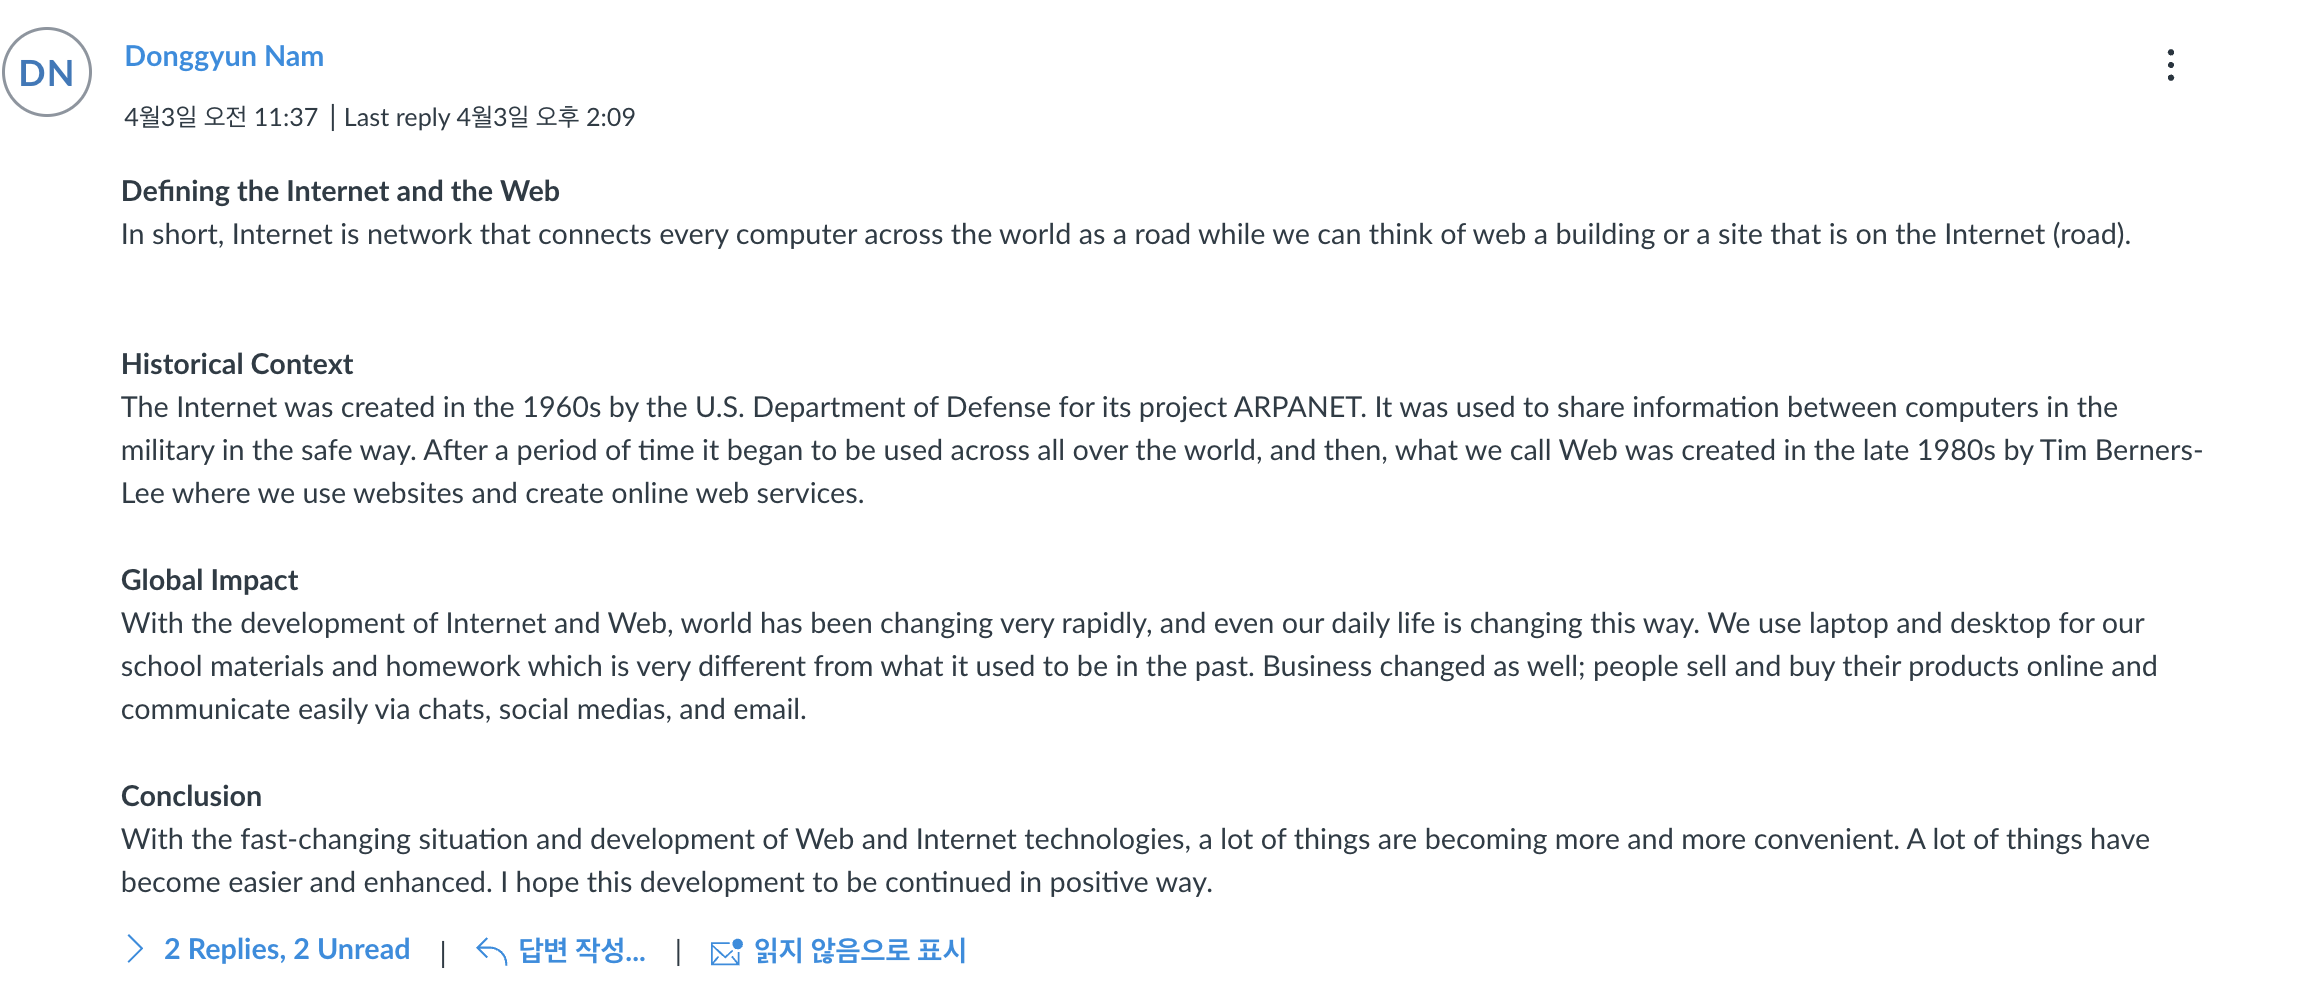 DN
Donggyun Nam
4월3일 오전 11:37 | Last reply 4월3일 오후 2:09
Defining the Internet and the Web
In short, Internet is network that connects every computer across the world as a road while we can think of web a building or a site that is on the Internet (road).
Historical Context
The Internet was created in the 1960s by the U.S. Department of Defense for its project ARPANET. It was used to share information between computers in the
military in the safe way. After a period of time it began to be used across all over the world, and then, what we call Web was created in the late 1980s by Tim Berners-
Lee where we use websites and create online web services.
Global Impact
With the development of Internet and Web, world has been changing very rapidly, and even our daily life is changing this way. We use laptop and desktop for our
school materials and homework which is very different from what it used to be in the past. Business changed as well; people sell and buy their products online and
communicate easily via chats, social medias, and email.
Conclusion
With the fast-changing situation and development of Web and Internet technologies, a lot of things are becoming more and more convenient. A lot of things have
become easier and enhanced. I hope this development to be continued in positive way.
2 Replies, 2 Unread | 답변 작성... | 읽지 않음으로 표시